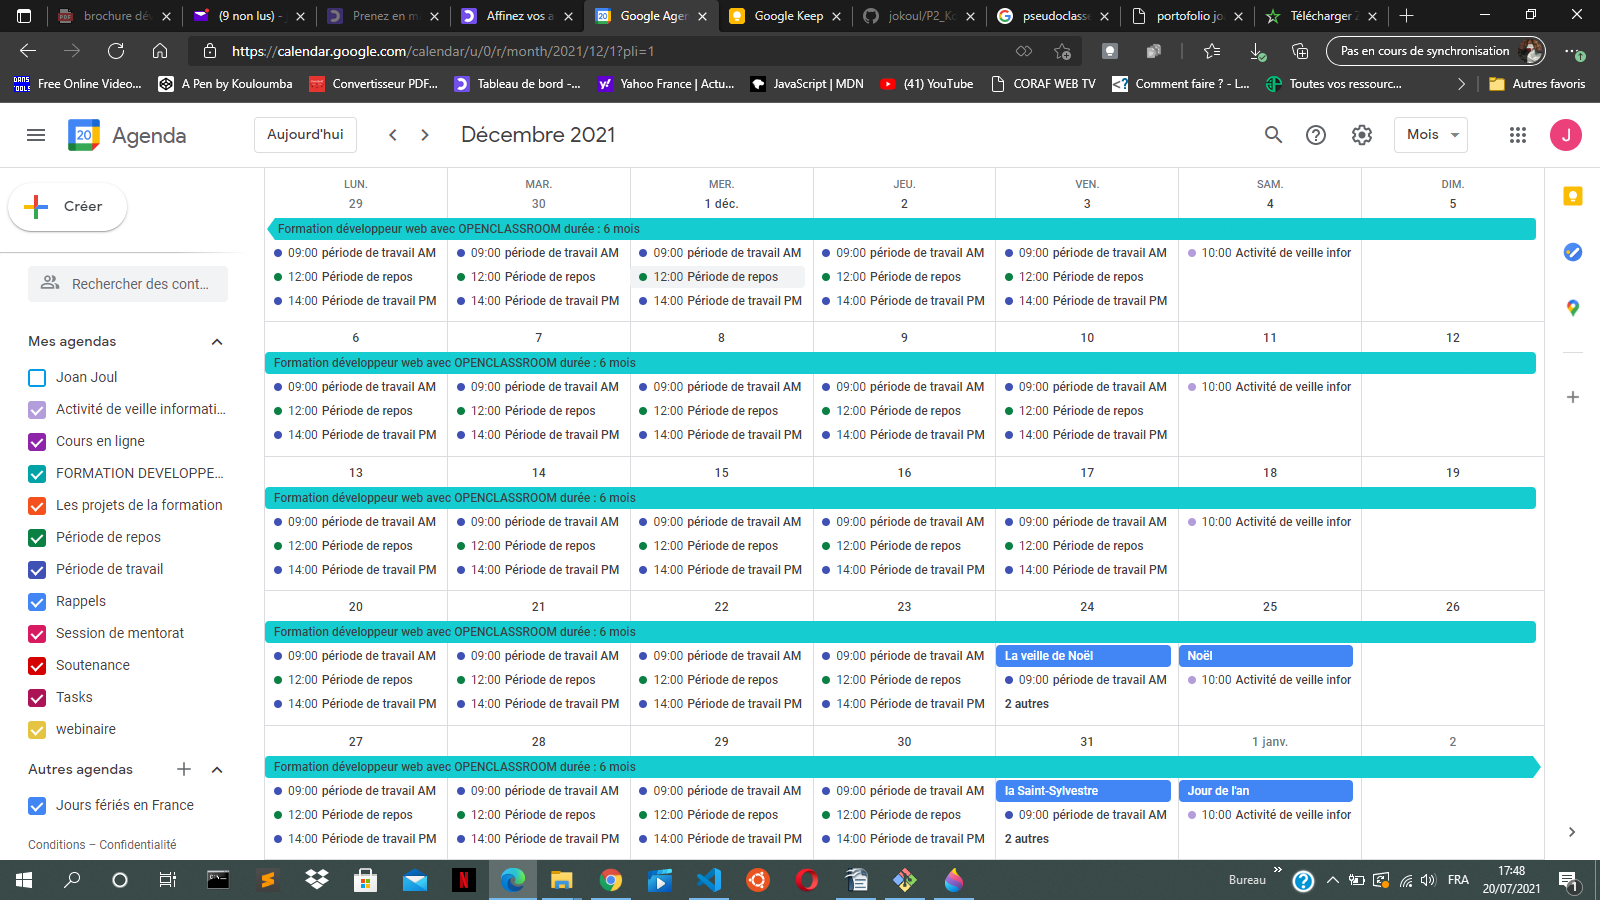 brochure dév
(9 non lus) -
Prenez en m
Affinez vos a
Google Agen
Google Keep
jokoul/P2_Ko
pseudoclasse
portofolio jo
Télécharger Z
https://calendar.google.com/calendar/u/0/r/month/2021/12/1?pli=1
Pas en cours de synchronisation
Free Online Video...
A Pen by Kouloumba
Convertisseur PDF...
Tableau de bord -...
Yahoo France | Actu...
JavaScript | MDN
(41) YouTube
CORAF WEB TV
Comment faire ? - L...
Toutes vos ressourc...
Autres favoris
20 Agenda
Aujourd'hui
Décembre 2021
Mois
J
Créer
Rechercher des cont...
Mes agendas
Joan Joul
Activité de veille informati...
Cours en ligne
FORMATION DEVELOPPE...
Les projets de la formation
Période de repos
Période de travail
Rappels
Session de mentorat
Soutenance
Tasks
webinaire
Autres agendas
Jours fériés en France
Conditions – Confidentialité
LUN. MAR. MER. JEU. VEN. SAM. DIM.
29 30 1 déc. 2 3 4 5
Formation développeur web avec OPENCLASSROOM durée : 6 mois
09:00 période de travail AM 09:00 période de travail AM 09:00 période de travail AM 09:00 période de travail AM 09:00 période de travail AM 10:00 Activité de veille infor
12:00 Période de repos 12:00 Période de repos 12:00 Période de repos 12:00 Période de repos 12:00 Période de repos
14:00 Période de travail PM 14:00 Période de travail PM 14:00 Période de travail PM 14:00 Période de travail PM 14:00 Période de travail PM
6 7 8 9 10 11 12
Formation développeur web avec OPENCLASSROOM durée : 6 mois
09:00 période de travail AM 09:00 période de travail AM 09:00 période de travail AM 09:00 période de travail AM 09:00 période de travail AM 10:00 Activité de veille infor
12:00 Période de repos 12:00 Période de repos 12:00 Période de repos 12:00 Période de repos 12:00 Période de repos
14:00 Période de travail PM 14:00 Période de travail PM 14:00 Période de travail PM 14:00 Période de travail PM 14:00 Période de travail PM
13 14 15 16 17 18 19
Formation développeur web avec OPENCLASSROOM durée : 6 mois
09:00 période de travail AM 09:00 période de travail AM 09:00 période de travail AM 09:00 période de travail AM 09:00 période de travail AM 10:00 Activité de veille infor
12:00 Période de repos 12:00 Période de repos 12:00 Période de repos 12:00 Période de repos 12:00 Période de repos
14:00 Période de travail PM 14:00 Période de travail PM 14:00 Période de travail PM 14:00 Période de travail PM 14:00 Période de travail PM
20 21 22 23 24 25 26
Formation développeur web avec OPENCLASSROOM durée : 6 mois
09:00 période de travail AM 09:00 période de travail AM 09:00 période de travail AM 09:00 période de travail AM La veille de Noël Noël
12:00 Période de repos 12:00 Période de repos 12:00 Période de repos 12:00 Période de repos 09:00 période de travail AM 10:00 Activité de veille infor
14:00 Période de travail PM 14:00 Période de travail PM 14:00 Période de travail PM 14:00 Période de travail PM 2 autres
27 28 29 30 31 1 janv. 2
Formation développeur web avec OPENCLASSROOM durée : 6 mois
09:00 période de travail AM 09:00 période de travail AM 09:00 période de travail AM 09:00 période de travail AM la Saint-Sylvestre Jour de l'an
12:00 Période de repos 12:00 Période de repos 12:00 Période de repos 12:00 Période de repos 09:00 période de travail AM 10:00 Activité de veille infor
14:00 Période de travail PM 14:00 Période de travail PM 14:00 Période de travail PM 14:00 Période de travail PM 2 autres
Bureau
FRA
17:48
20/07/2021
1